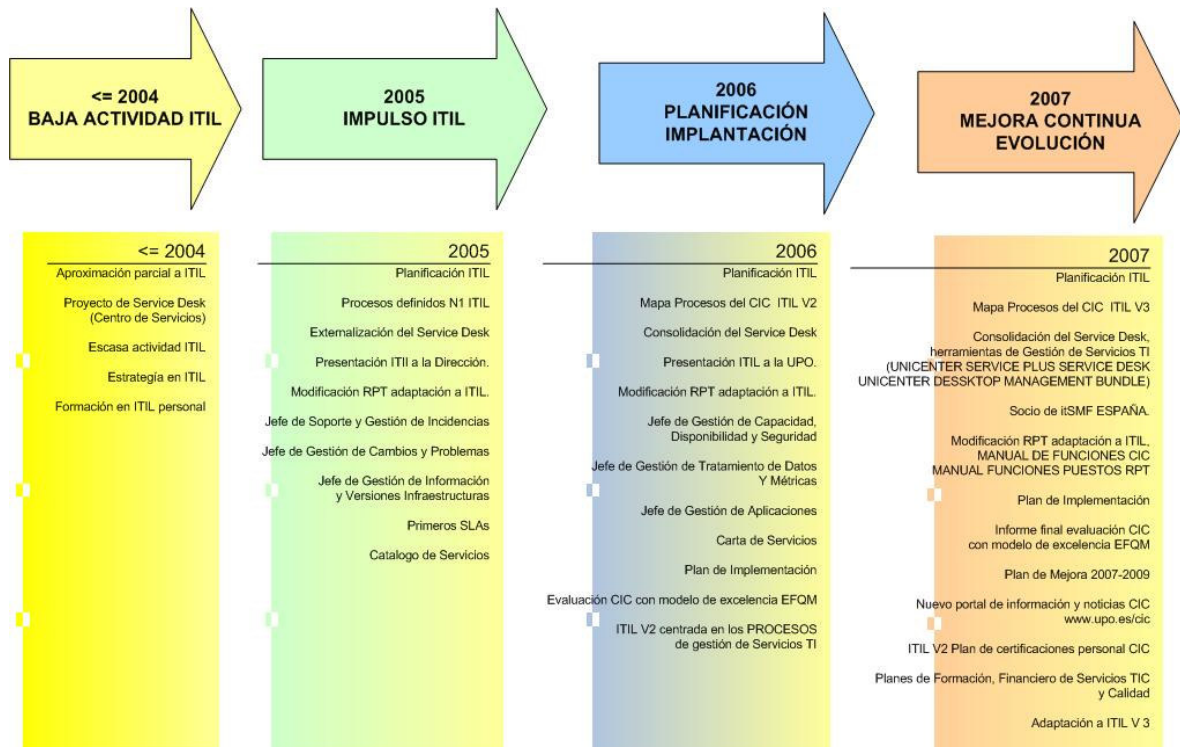 <= 2004
BAJA ACTIVIDAD ITIL
2005
IMPULSO ITIL
2006
PLANIFICACIÓN
IMPLANTACIÓN
2007
MEJORA CONTINUA
EVOLUCIÓN
<= 2004
Aproximación parcial a ITIL
Proyecto de Service Desk
(Centro de Servicios)
Escasa actividad ITIL
Estrategía en ITIL
Formación en ITIL personal
2005
Planificación ITIL
Procesos definidos N1 ITIL
Externalización del Service Desk
Presentación ITIl a la Dirección.
Modificación RPT adaptación a ITIL.
Jefe de Soporte y Gestión de Incidencias
Jefe de Gestión de Cambios y Problemas
Jefe de Gestión de Información
y Versiones Infraestructuras
Primeros SLAs
Catalogo de Servicios
2006
Planificación ITIL
Mapa Procesos del CIC ITIL V2
Consolidación del Service Desk
Presentación ITIL a la UPO.
Modificación RPT adaptación a ITIL.
Jefe de Gestión de Capacidad,
Disponibilidad y Seguridad
Jefe de Gestión de Tratamiento de Datos
Y Métricas
Jefe de Gestión de Aplicaciones
Carta de Servicios
Plan de Implementación
Evaluación CIC con modelo de excelencia EFQM
ITIL V2 centrada en los PROCESOS
de gestión de Servicios TI
2007
Planificación ITIL
Mapa Procesos del CIC ITIL V3
Consolidación del Service Desk,
herramientas de Gestión de Servicios TI
(UNICENTER SERVICE PLUS SERVICE DESK
UNICENTER DESSKTOP MANAGEMENT BUNDLE)
Socio de itSMF ESPAÑA.
Modificación RPT adaptación a ITIL,
MANUAL DE FUNCIONES CIC
MANUAL FUNCIONES PUESTOS RPT
Plan de Implementación
Informe final evaluación CIC
con modelo de excelencia EFQM
Plan de Mejora 2007-2009
Nuevo portal de información y noticias CIC
www.upo.es/cic
ITIL V2 Plan de certificaciones personal CIC
Planes de Formación, Financiero de Servicios TIC
y Calidad
Adaptación a ITIL V 3